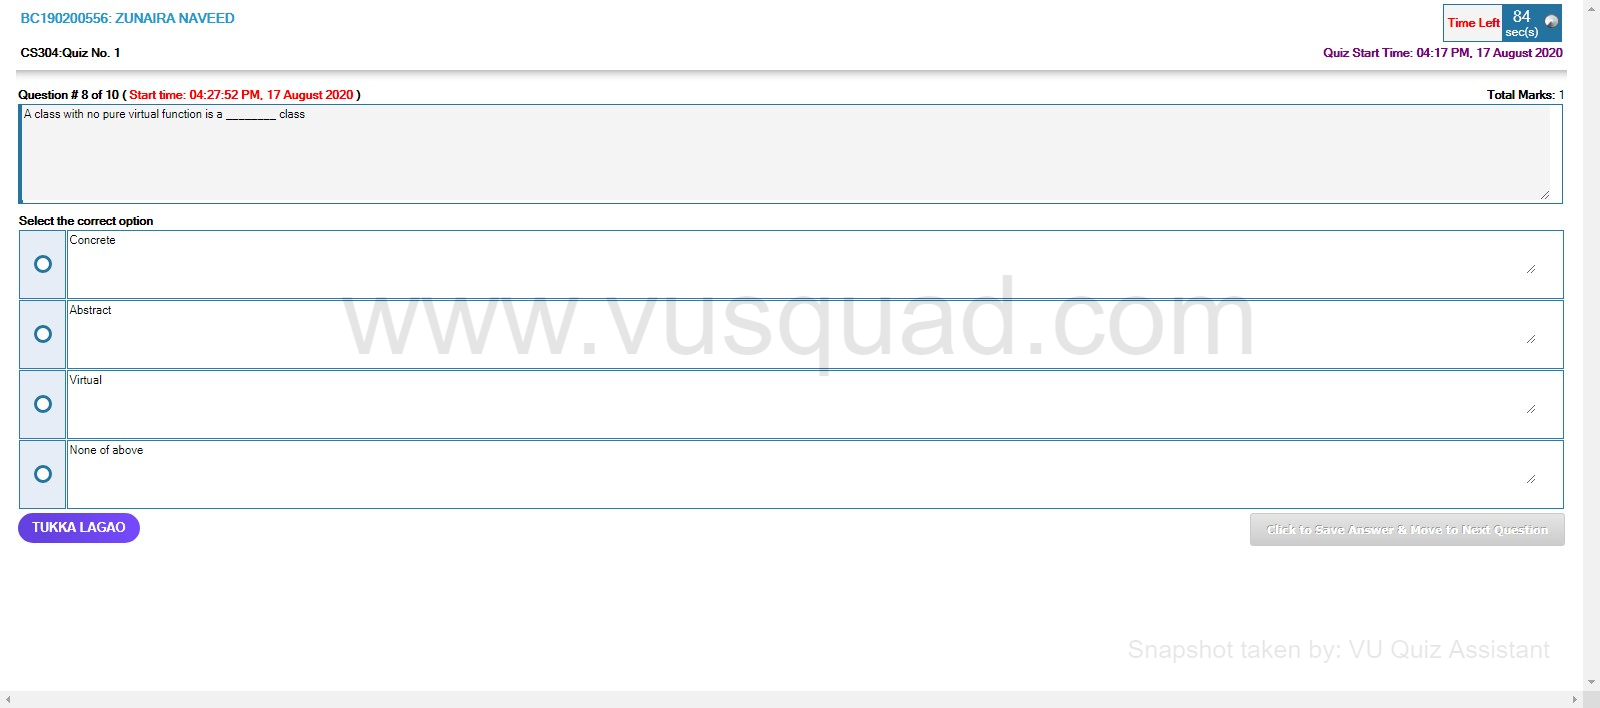 BC190200556: ZUNAIRA NAVEED
Time Left 84 sec(s)
CS304:Quiz No. 1
Quiz Start Time: 04:17 PM, 17 August 2020
Question # 8 of 10 ( Start time: 04:27:52 PM, 17 August 2020 )
Total Marks: 1
A class with no pure virtual function is a ________ class
Select the correct option
Concrete
Abstract
Virtual
None of above
www.vusquad.com
TUKKA LAGAO
Click to Save Answer & Move to Next Question
Snapshot taken by: VU Quiz Assistant